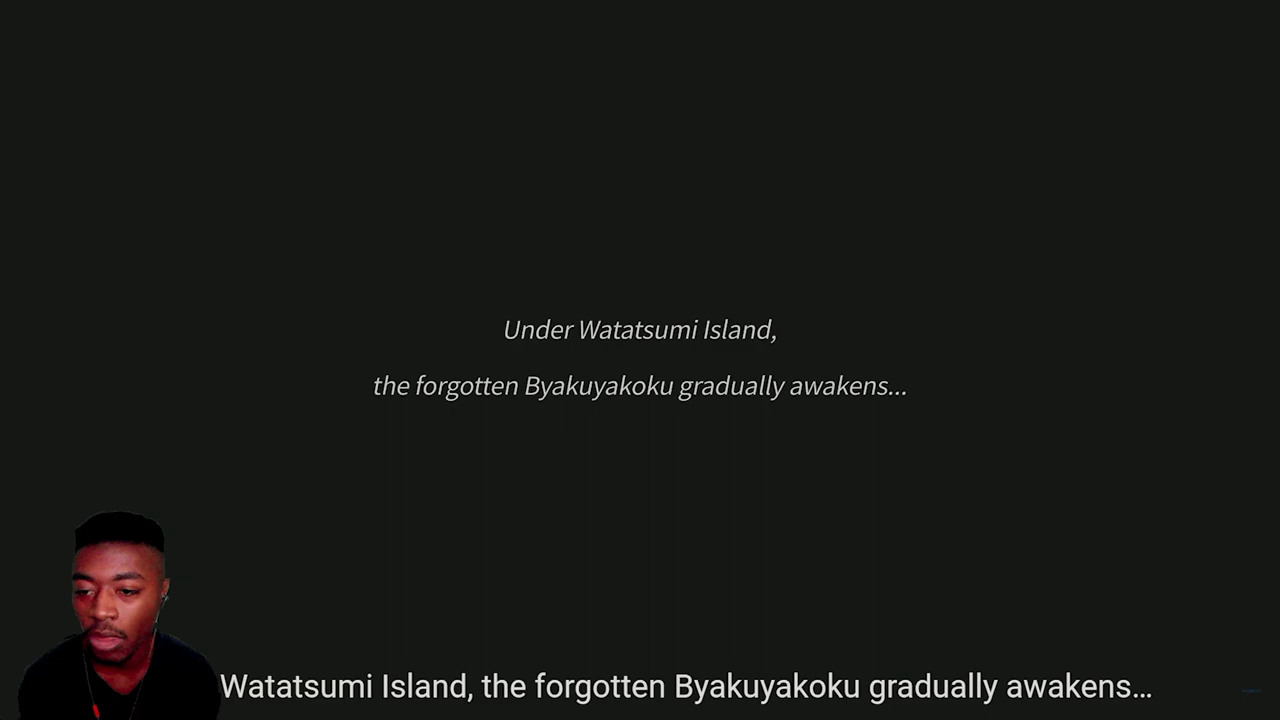 Under Watatsumi Island,
the forgotten Byakuyakoku gradually awakens...
Watatsumi Island, the forgotten Byakuyakoku gradually awakens...